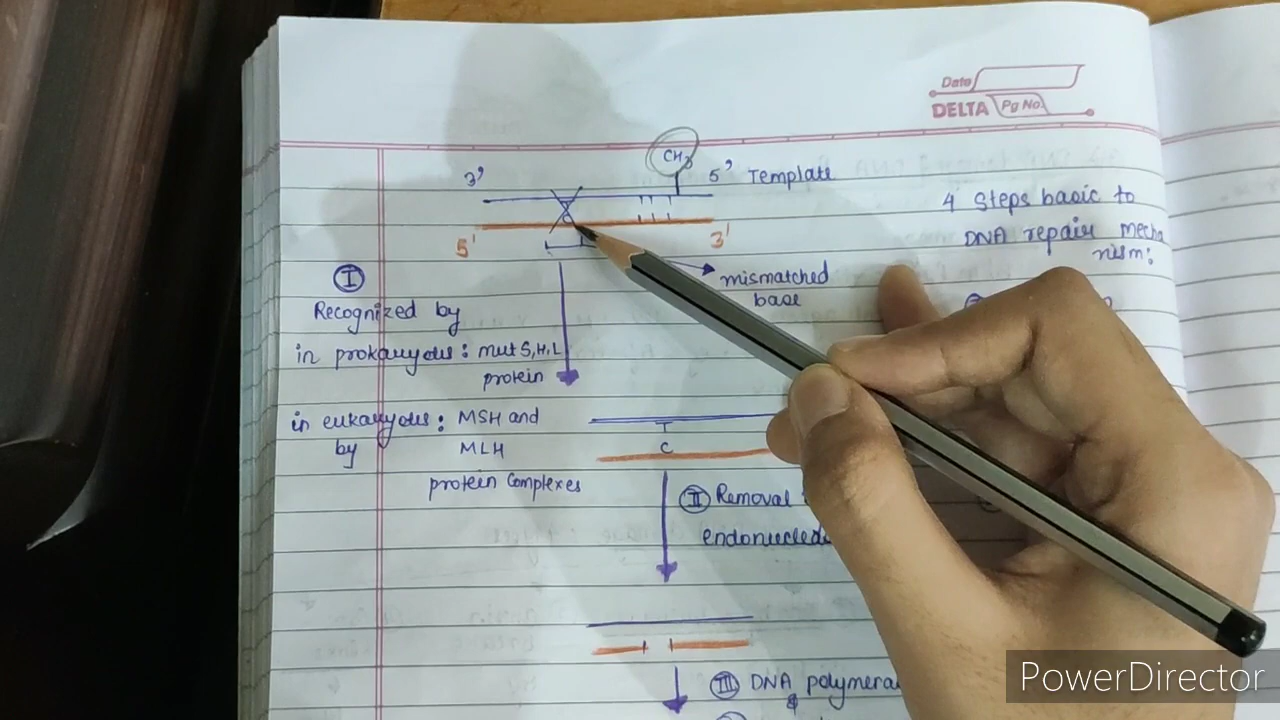 Date
DELTA Pg No.
CH3
3' 5' Template
5' 3'
4 Steps basic to
DNA repair mecha
nism:
mismatched
base
I
Recognized by
in prokaryotes: mut S, H, L
protein
in eukaryotes: MSH and
by MLH
protein complexes
T
C
II Removal
III DNA polymera
PowerDirector